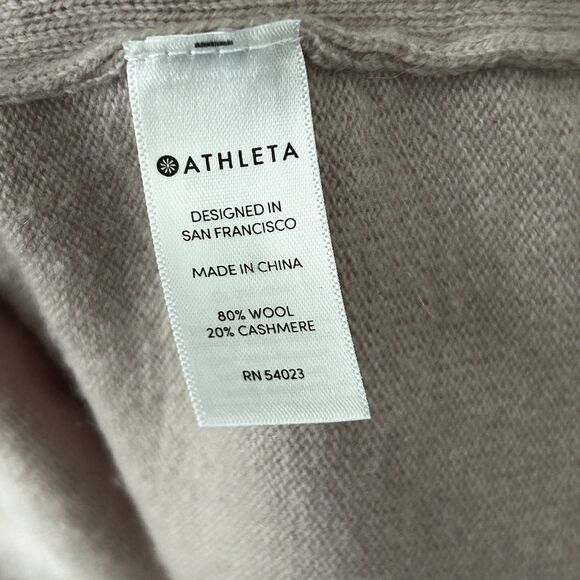 ATHLETA
DESIGNED IN
SAN FRANCISCO
MADE IN CHINA
80% WOOL
20% CASHMERE
RN 54023